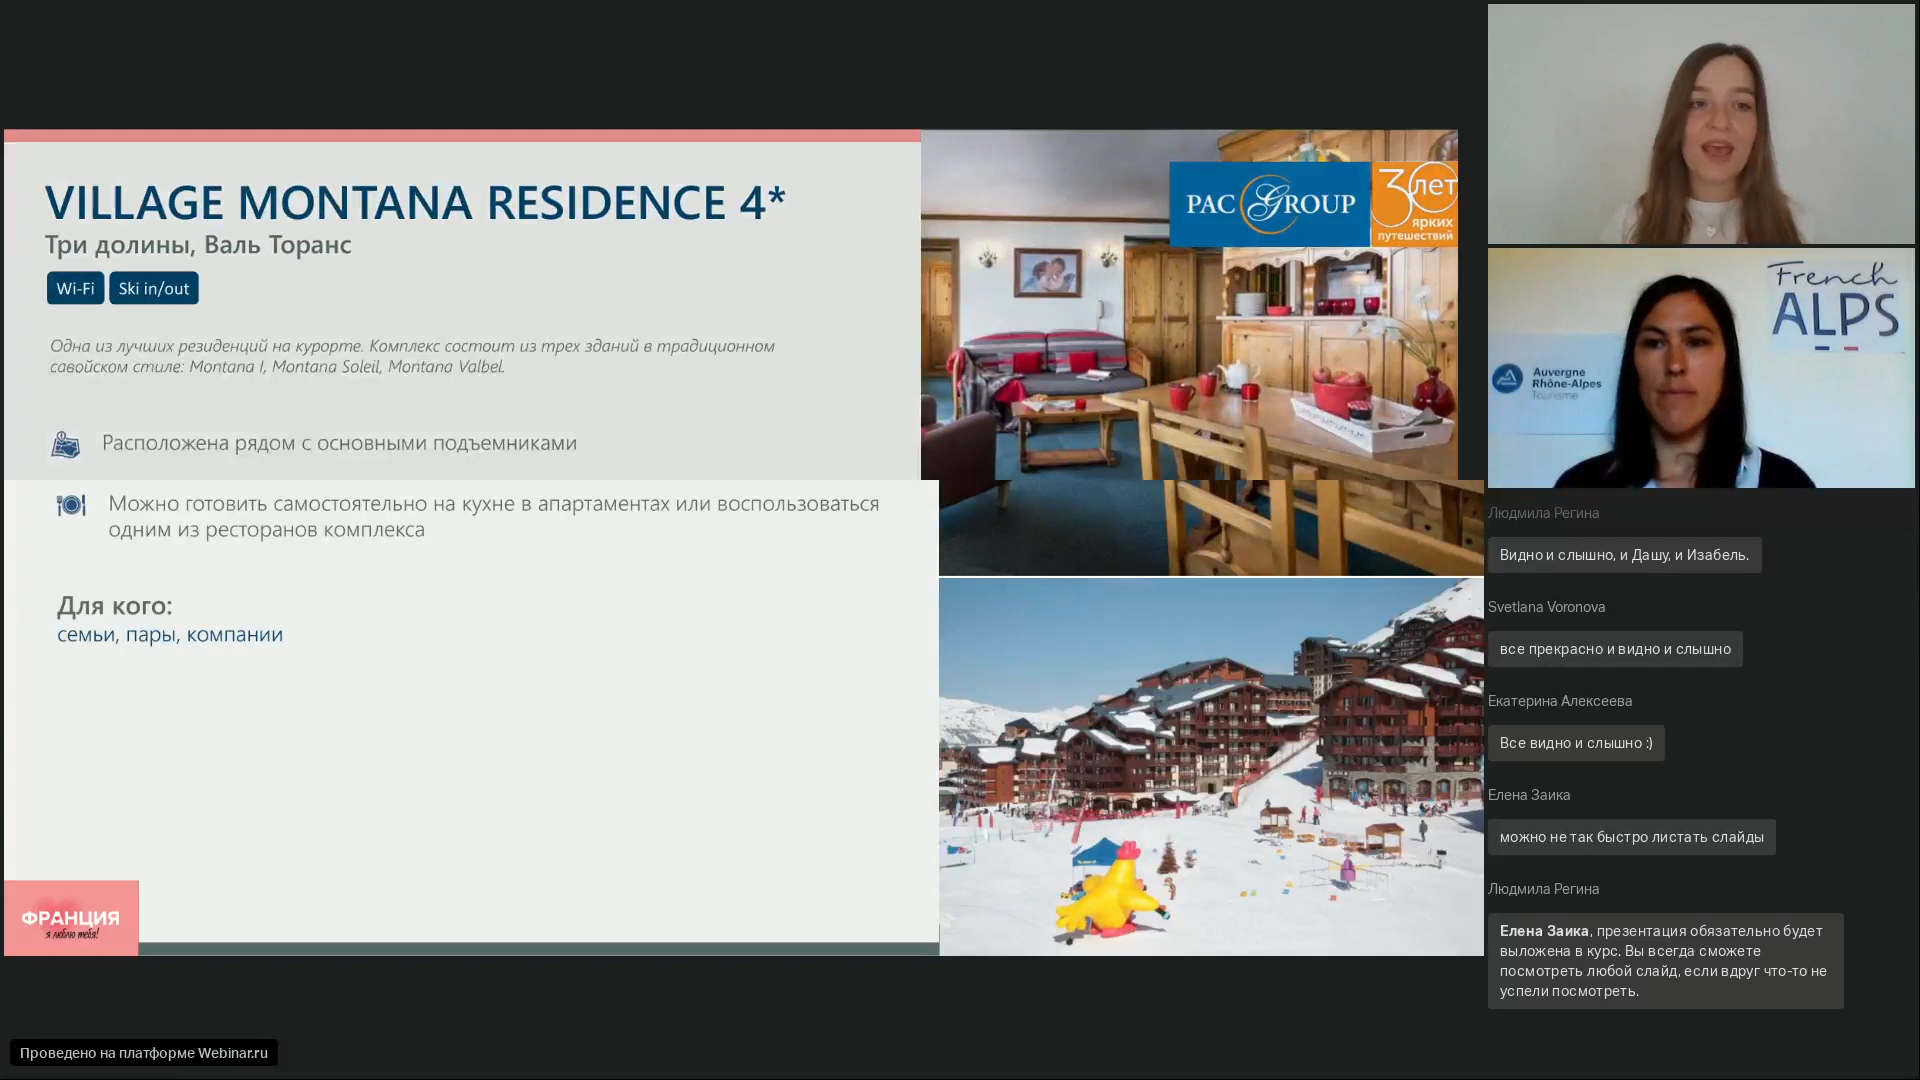 VILLAGE MONTANA RESIDENCE 4*
Три долины, Валь Торанс
Wi-Fi
Ski in/out
Одна из лучших резиденций на курорте. Комплекс состоит из трех зданий в традиционном
савойском стиле: Montana I, Montana Soleil, Montana Valbel.
Расположена рядом с основными подъемниками
Можно готовить самостоятельно на кухне в апартаментах или воспользоваться
одним из ресторанов комплекса
Для кого:
семьи, пары, компании
ФРАНЦИЯ
я люблю тебя!
PAC GROUP
30 лет
ярких
путешествий
French
ALPS
Auvergne
Rhône-Alpes
Tourisme
Людмила Регина
Видно и слышно, и Дашу, и Изабель.
Svetlana Voronova
все прекрасно и видно и слышно
Екатерина Алексеева
Все видно и слышно :)
Елена Заика
можно не так быстро листать слайды
Людмила Регина
Елена Заика, презентация обязательно будет
выложена в курс. Вы всегда сможете
посмотреть любой слайд, если вдруг что-то не
успели посмотреть.
Проведено на платформе Webinar.ru